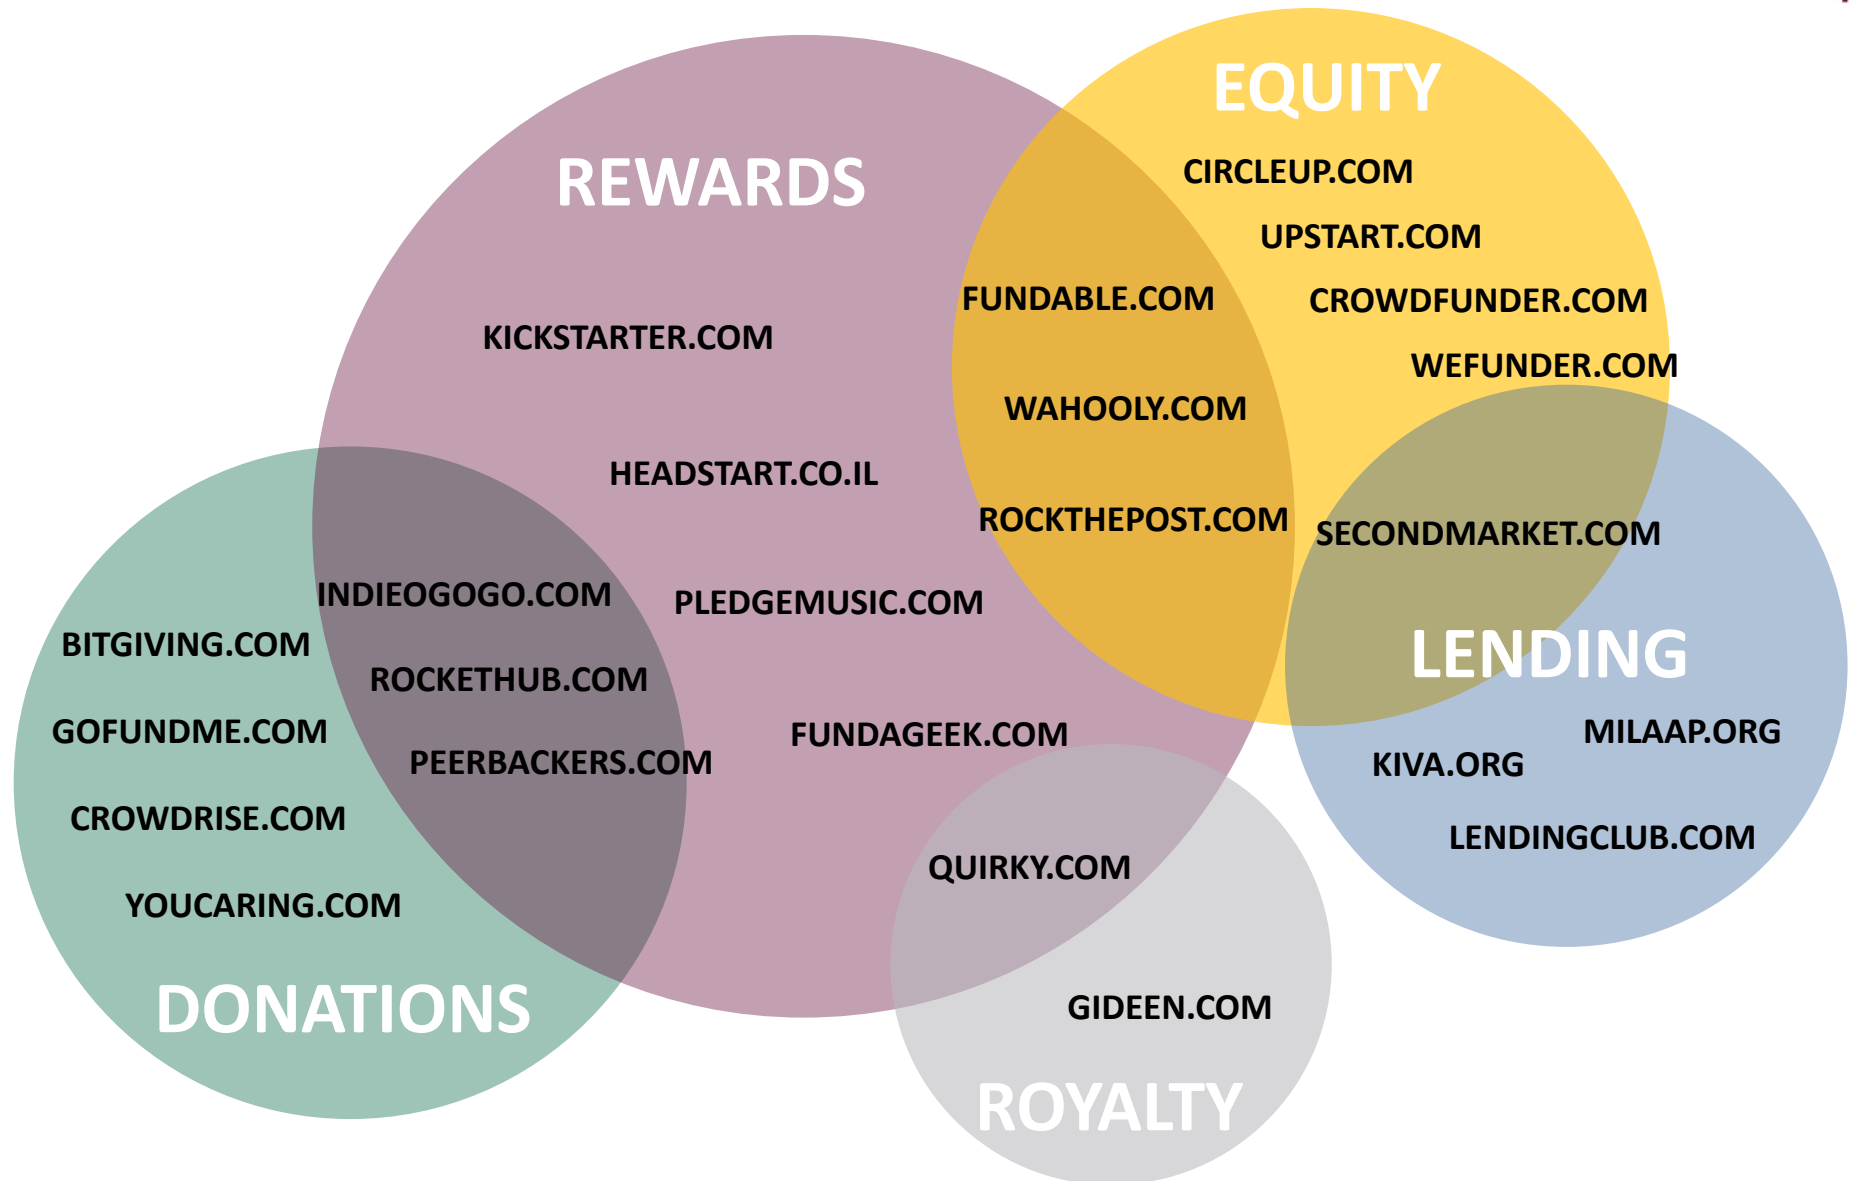 EQUITY
CIRCLEUP.COM
REWARDS
UPSTART.COM
FUNDABLE.COM
CROWDFUNDER.COM
KICKSTARTER.COM
WEFUNDER.COM
WAHOOLY.COM
HEADSTART.CO.IL
ROCKTHEPOST.COM
SECONDMARKET.COM
INDIEOGOGO.COM
PLEDGEMUSIC.COM
BITGIVING.COM
LENDING
ROCKETHUB.COM
GOFUNDME.COM
FUNDAGEEK.COM
MILAAP.ORG
PEERBACKERS.COM
KIVA.ORG
CROWDRISE.COM
LENDINGCLUB.COM
QUIRKY.COM
YOUCARING.COM
DONATIONS
GIDEEN.COM
ROYALTY